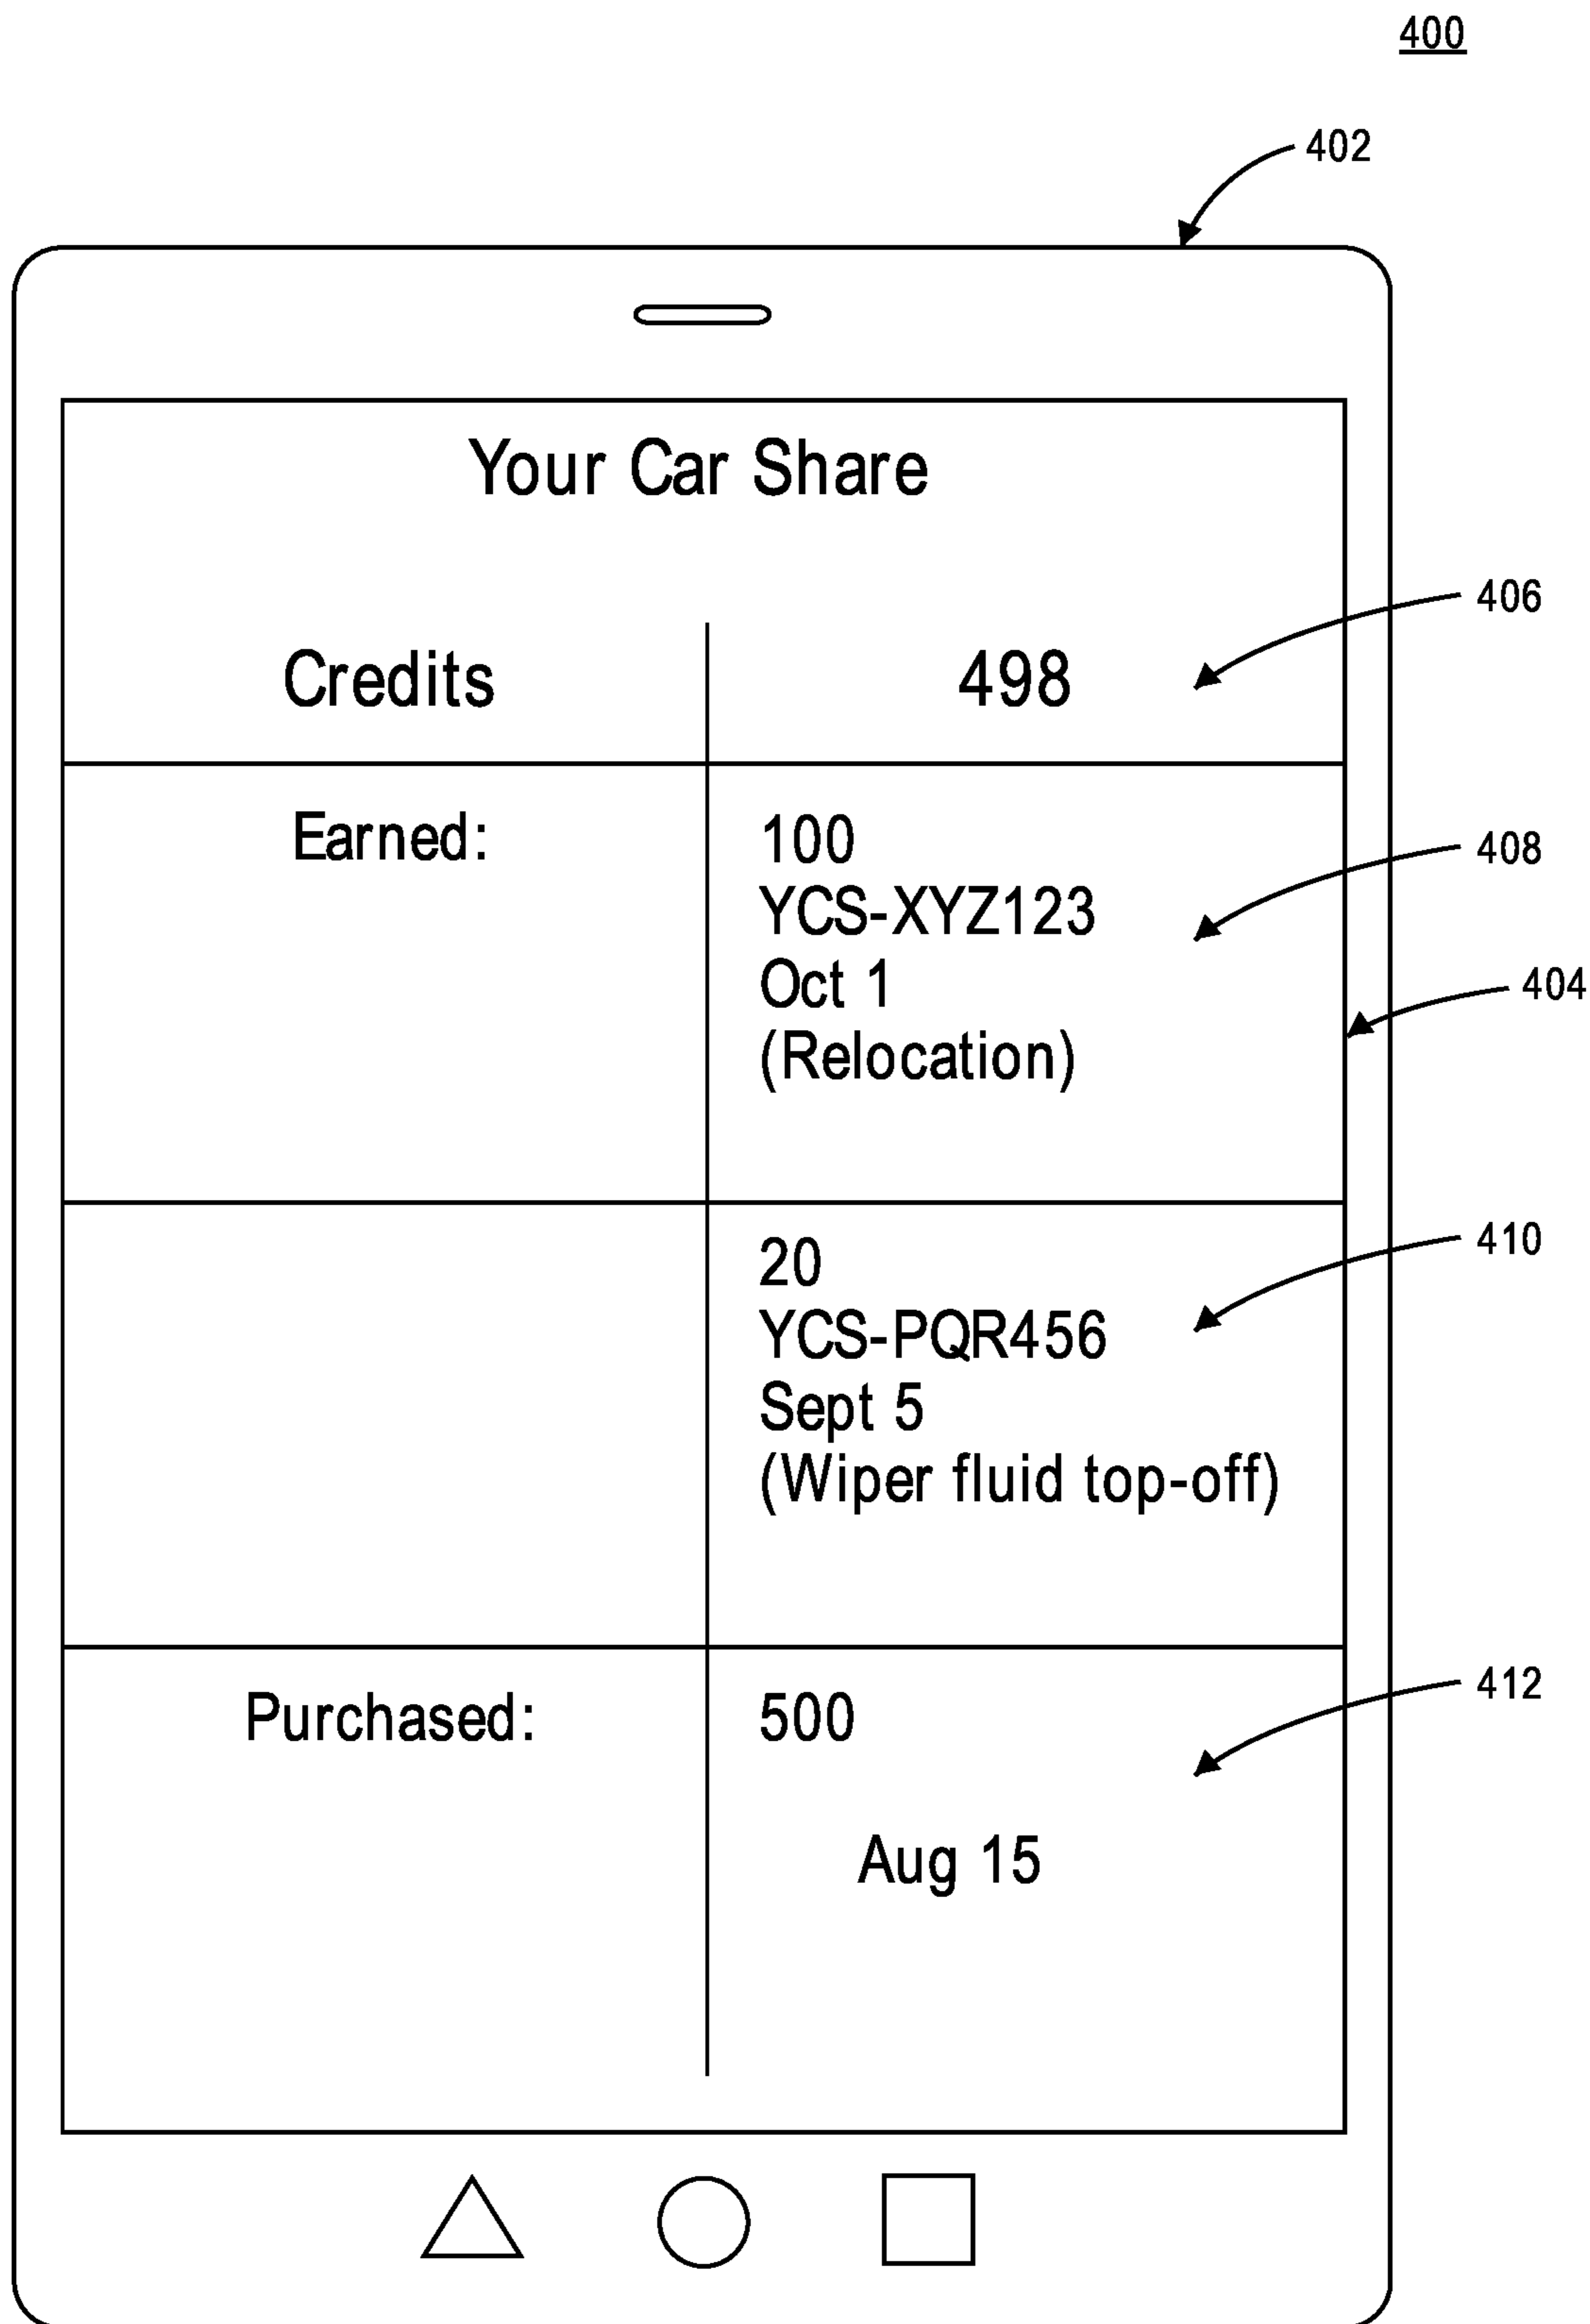 400
402
Your Car Share
406
Credits 498
Earned: 100
408
YCS-XYZ123
Oct 1
404
(Relocation)
20
410
YCS-PQR456
Sept 5
(Wiper fluid top-off)
412
Purchased: 500
Aug 15